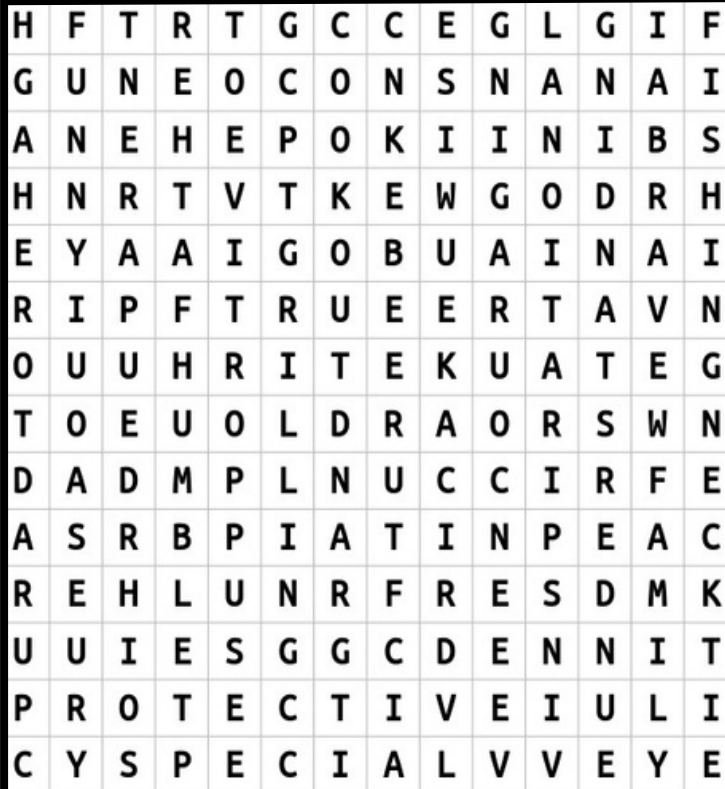 H F T R T G C C E G L G I F
G U N E O C O N S N A N A I
A N E H E P O K I I N I B S
H N R T V T K E W G O D R H
E Y A A I G O B U A I N A I
R I P F T R U E E R T A V N
O U U H R I T E K U A T E G
T O E U O L D R A O R S W N
D A D M P L N U C C I R F E
A S R B P I A T I N P E A C
R E H L U N R F R E S D M K
U U I E S G G C D E N N I T
P R O T E C T I V E I U L I
C Y S P E C I A L V V E Y E